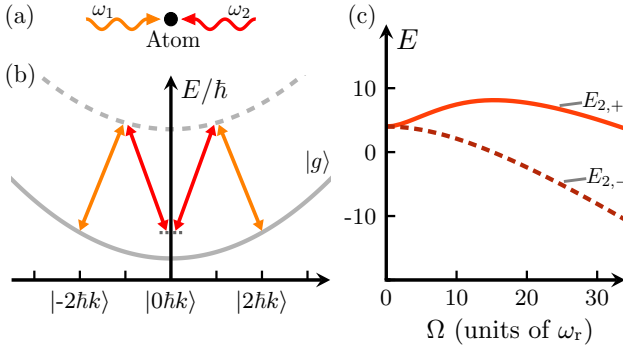 (a)
ω₁
ω₂
Atom
(b)
E/ħ
|g⟩
|-2ħk⟩ |0ħk⟩ |2ħk⟩
(c)
E
10
0
-10
E₂,₊
E₂,₋
0 10 20 30
Ω (units of ωᵣ)